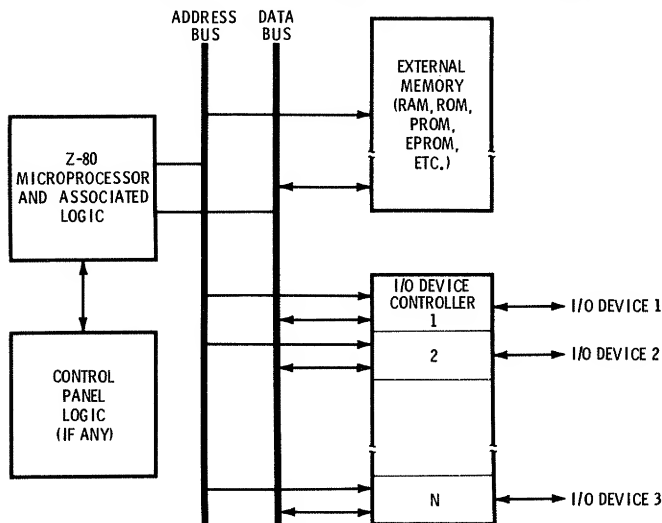 ADDRESS
BUS
DATA
BUS
EXTERNAL
MEMORY
(RAM, ROM,
PROM,
EPROM,
ETC.)
Z-80
MICROPROCESSOR
AND ASSOCIATED
LOGIC
I/O DEVICE
CONTROLLER
1
I/O DEVICE 1
2
I/O DEVICE 2
CONTROL
PANEL
LOGIC
(IF ANY)
N
I/O DEVICE 3